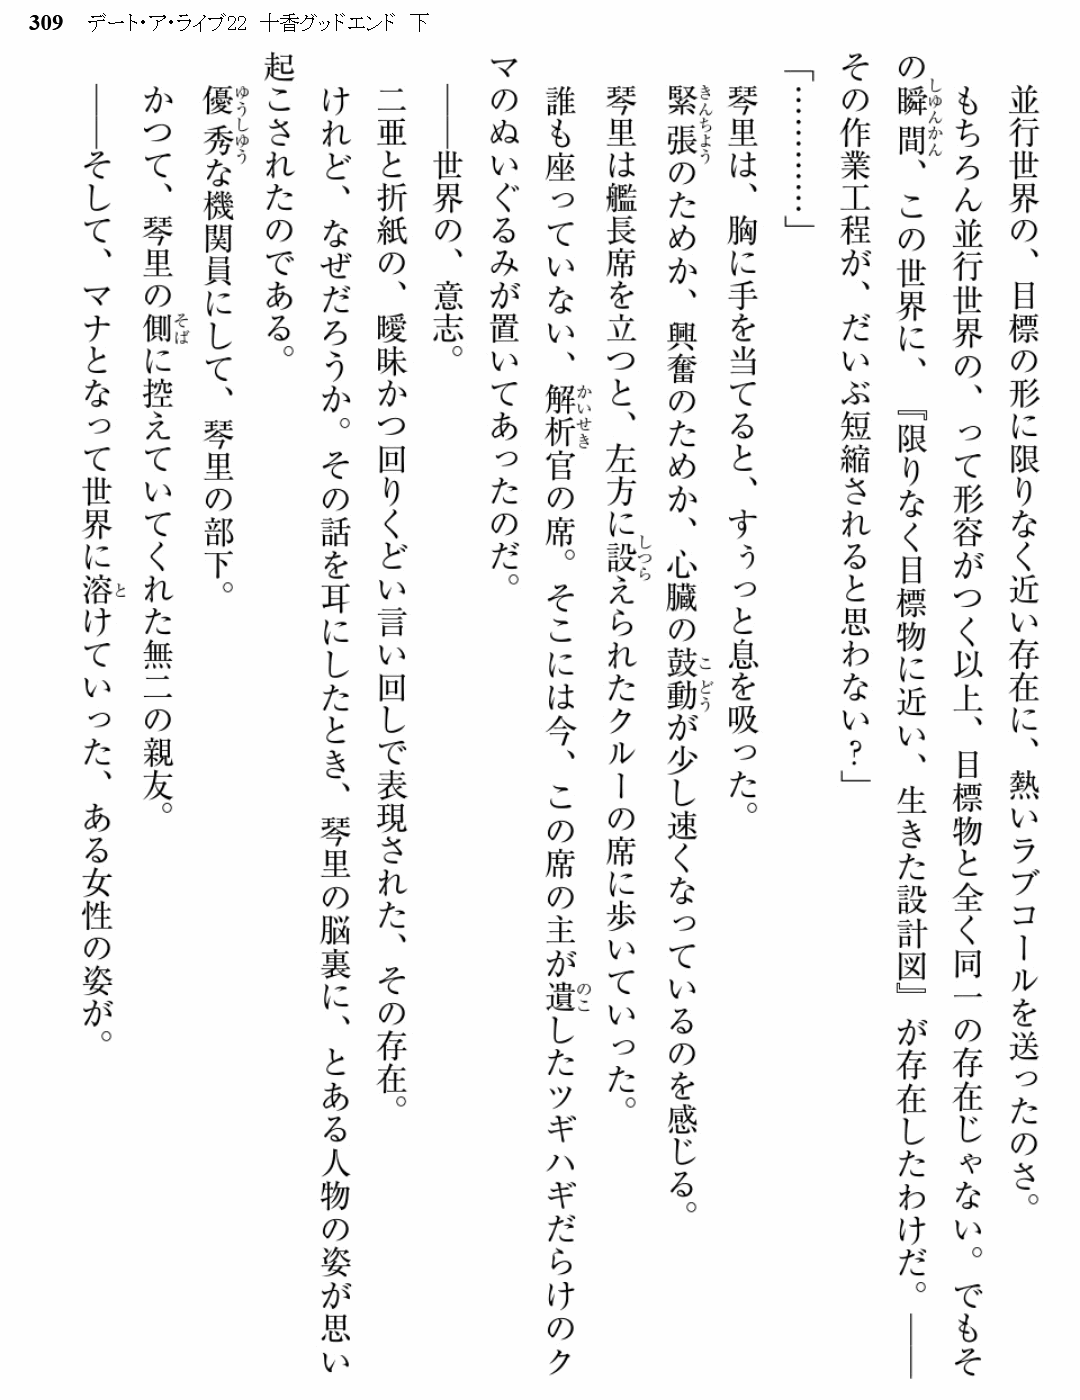 309 デート・ア・ライブ22 十香グッドエンド 下
並行世界の、目標の形に限りなく近い存在に、熱いラブコールを送ったのさ。
もちろん並行世界の、って形容がつく以上、目標物と全く同一の存在じゃない。でもそ
の瞬間、この世界に、『限りなく目標物に近い、生きた設計図』が存在したわけだ。――
その作業工程が、だいぶ短縮されると思わない？」
「…………」
琴里は、胸に手を当てると、すぅっと息を吸った。
緊張のためか、興奮のためか、心臓の鼓動が少し速くなっているのを感じる。
琴里は艦長席を立つと、左方に設えられたクルーの席に歩いていった。
誰も座っていない、解析官の席。そこには今、この席の主が遺したツギハギだらけのク
マのぬいぐるみが置いてあったのだ。
――世界の、意志。
二亜と折紙の、曖昧かつ回りくどい言い回しで表現された、その存在。
けれど、なぜだろうか。その話を耳にしたとき、琴里の脳裏に、とある人物の姿が思い
起こされたのである。
優秀な機関員にして、琴里の部下。
かつて、琴里の側に控えていてくれた無二の親友。
――そして、マナとなって世界に溶けていった、ある女性の姿が。